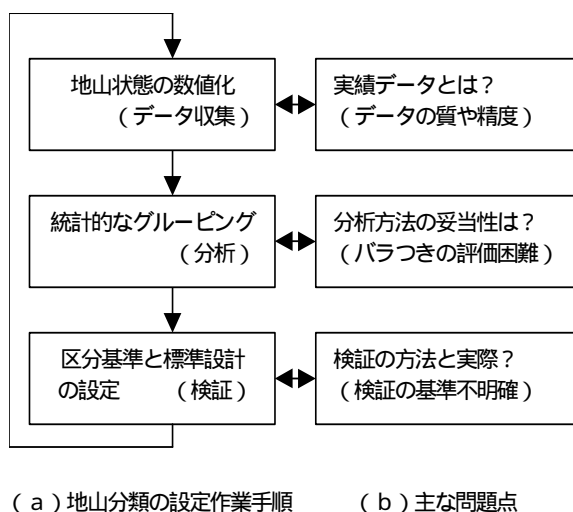 地山状態の数値化
(データ収集)
実績データとは?
(データの質や精度)
統計的なグルーピング
(分析)
分析方法の妥当性は?
(バラつきの評価困難)
区分基準と標準設計
の設定 (検証)
検証の方法と実際?
(検証の基準不明確)
(a)地山分類の設定作業手順 (b)主な問題点